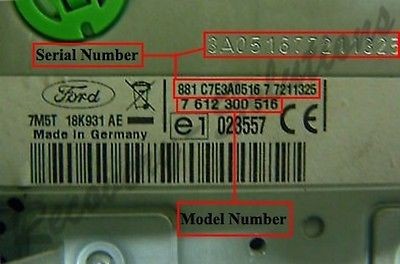 Serial Number
3A05167 7211325
Ford
881 C7E3A0516 7 7211325
7 612 300 516
7M5T 18K931 AE
Made in Germany
e1 023557 CE
Model Number